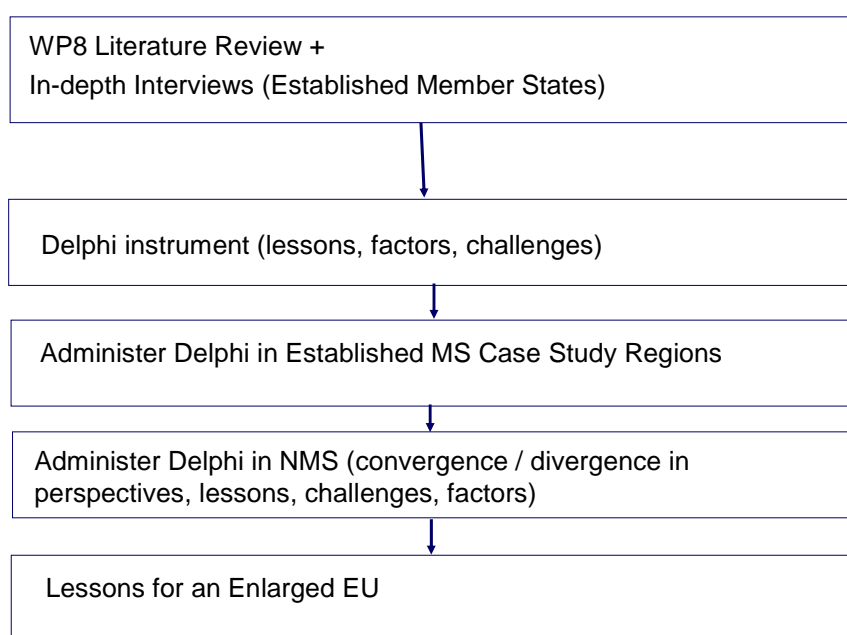 WP8 Literature Review +
In-depth Interviews (Established Member States)
Delphi instrument (lessons, factors, challenges)
Administer Delphi in Established MS Case Study Regions
Administer Delphi in NMS (convergence / divergence in
perspectives, lessons, challenges, factors)
Lessons for an Enlarged EU